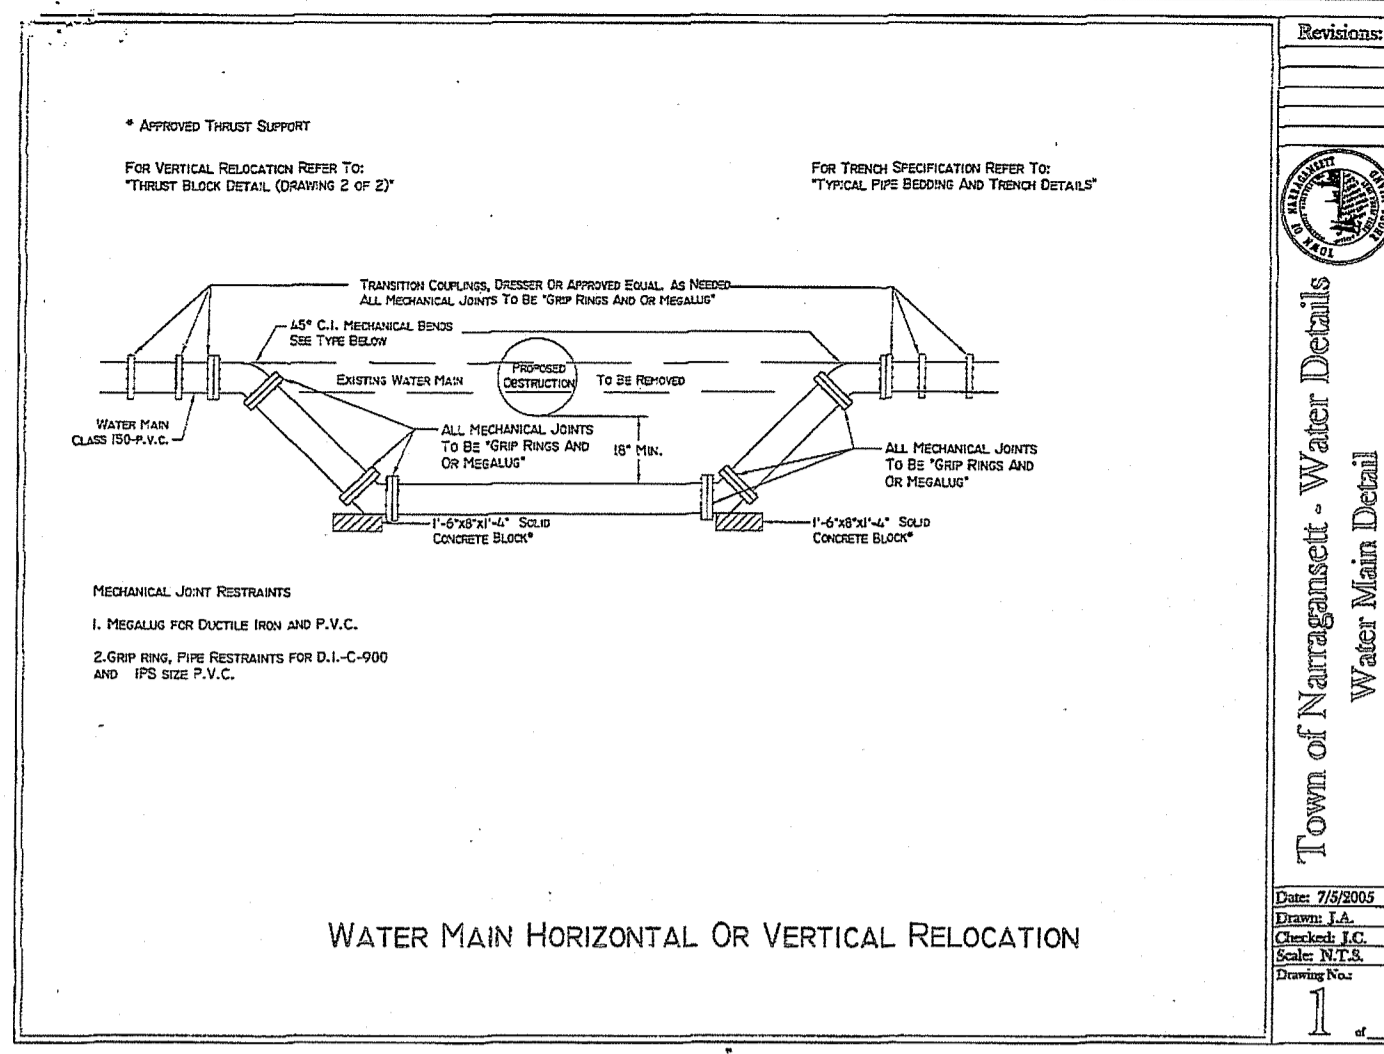 * APPROVED THRUST SUPPORT
FOR VERTICAL RELOCATION REFER TO:
"THRUST BLOCK DETAIL (DRAWING 2 OF 2)"
FOR TRENCH SPECIFICATION REFER TO:
"TYPICAL PIPE BEDDING AND TRENCH DETAILS"
TRANSITION COUPLINGS, DRESSER OR APPROVED EQUAL. AS NEEDED
ALL MECHANICAL JOINTS TO BE "GRIP RINGS AND OR MEGALUG"
45° C.I. MECHANICAL BENDS
SEE TYPE BELOW
PROPOSED
OBSTRUCTION
EXISTING WATER MAIN
TO BE REMOVED
WATER MAIN
CLASS 150-P.V.C.
ALL MECHANICAL JOINTS
TO BE "GRIP RINGS AND
OR MEGALUG"
18" MIN.
ALL MECHANICAL JOINTS
TO BE "GRIP RINGS AND
OR MEGALUG"
1'-6"x8"x1'-4" SOLID
CONCRETE BLOCK*
1'-6"x8"x1'-4" SOLID
CONCRETE BLOCK*
MECHANICAL JOINT RESTRAINTS
1. MEGALUG FOR DUCTILE IRON AND P.V.C.
2.GRIP RING, PIPE RESTRAINTS FOR D.I.-C-900
AND IPS SIZE P.V.C.
WATER MAIN HORIZONTAL OR VERTICAL RELOCATION
Revisions:
TOWN OF NARRAGANSETT
Town of Narragansett - Water Details
Water Main Detail
Date: 7/5/2005
Drawn: J.A.
Checked: J.C.
Scale: N.T.S.
Drawing No.:
1 of